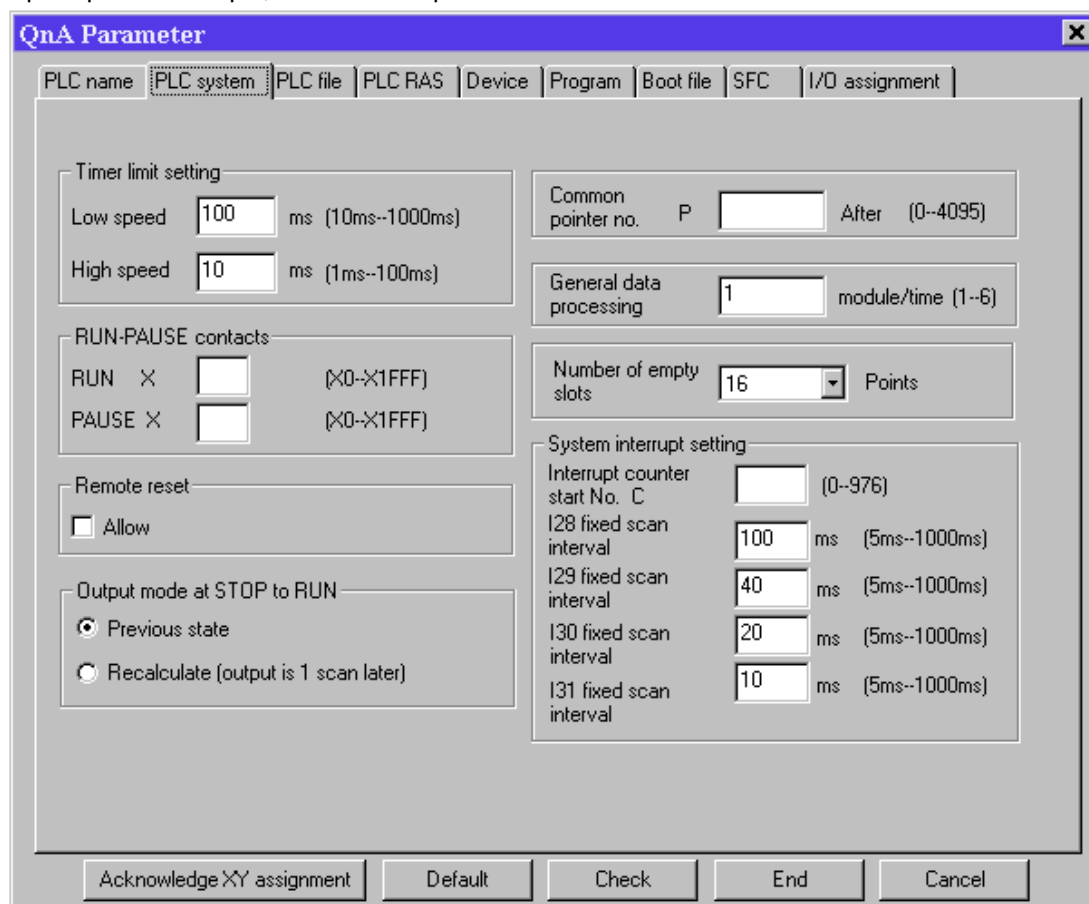 QnA Parameter
PLC name PLC system PLC file PLC RAS Device Program Boot file SFC I/O assignment
Timer limit setting
Low speed 100 ms (10ms--1000ms)
High speed 10 ms (1ms--100ms)
RUN-PAUSE contacts
RUN X (X0--X1FFF)
PAUSE X (X0--X1FFF)
Remote reset
Allow
Output mode at STOP to RUN
Previous state
Recalculate (output is 1 scan later)
Common
pointer no. P After (0--4095)
General data
processing 1 module/time (1--6)
Number of empty
slots 16 Points
System interrupt setting
Interrupt counter
start No. C (0--976)
I28 fixed scan
interval 100 ms (5ms--1000ms)
I29 fixed scan
interval 40 ms (5ms--1000ms)
I30 fixed scan
interval 20 ms (5ms--1000ms)
I31 fixed scan
interval 10 ms (5ms--1000ms)
Acknowledge XY assignment Default Check End Cancel